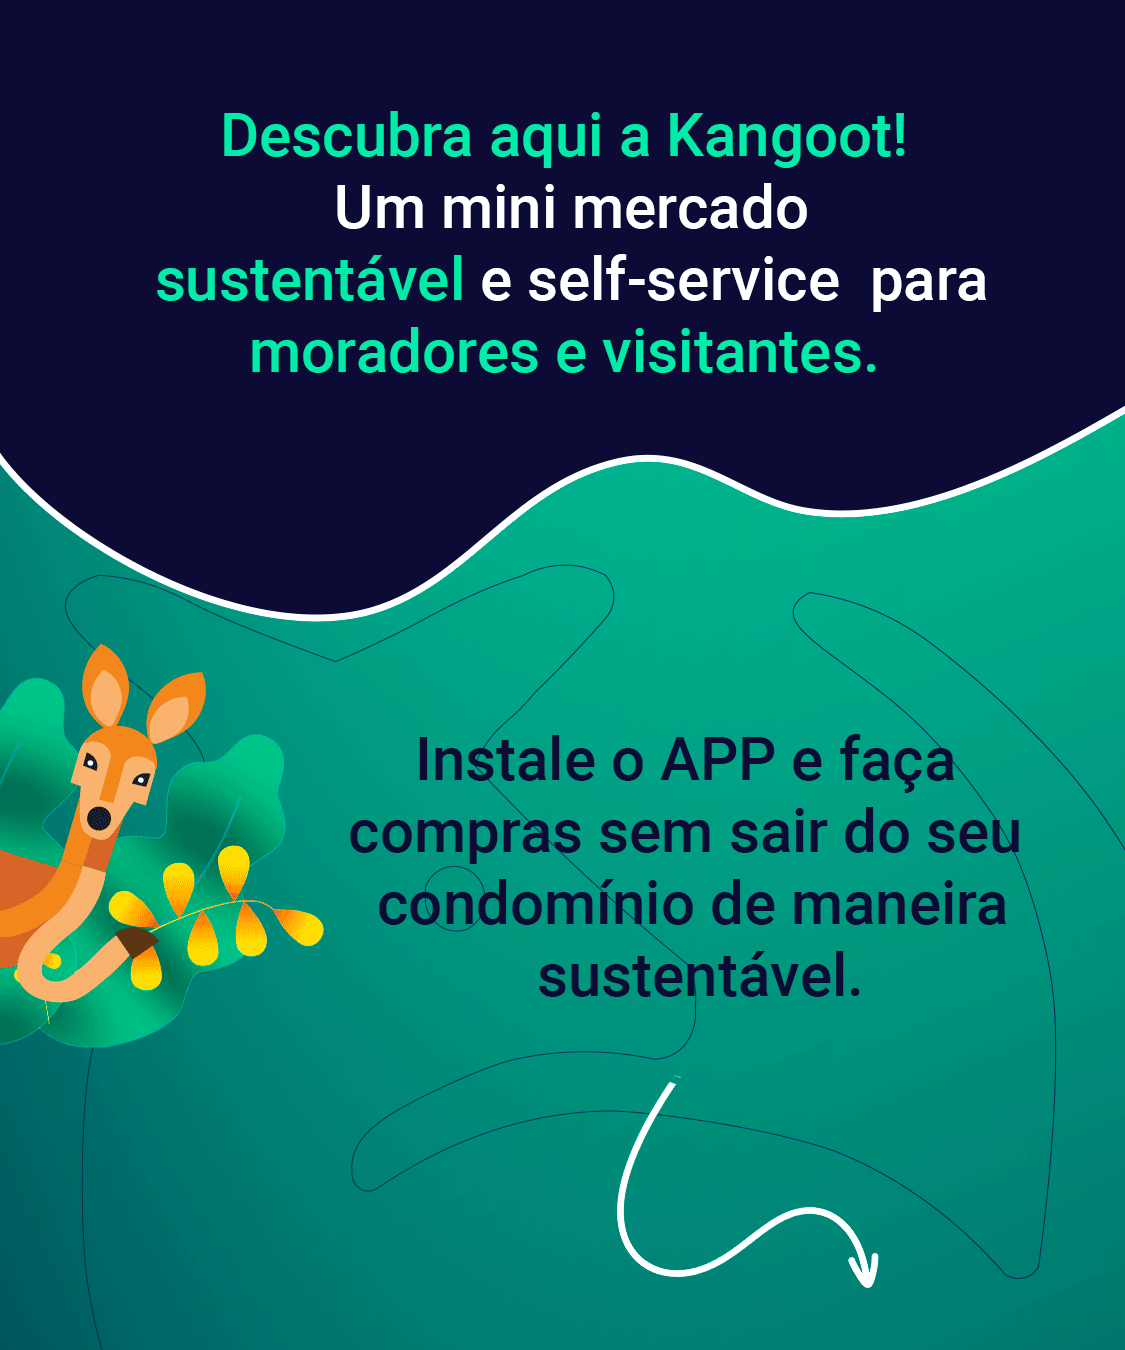 Descubra aqui a Kangoot!
Um mini mercado
sustentável e self-service para
moradores e visitantes.
Instale o APP e faça
compras sem sair do seu
condomínio de maneira
sustentável.